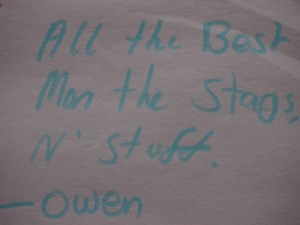 All the Best
Man the Stags,
N' Stuff.
– Owen